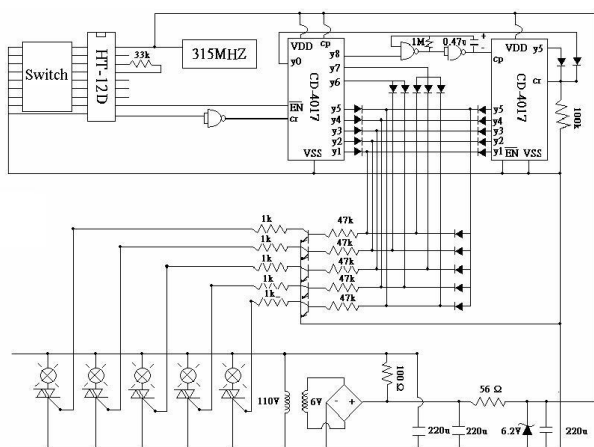 Switch
HT-12D
33k
315MHZ
VDD
cp
y0
y8
y7
y6
CD-4017
EN
cr
y5
y4
y3
y2
y1
VSS
1M
0.47u
+
-
VDD
y5
cp
cr
CD-4017
y5
y4
y3
y2
EN
y1
VSS
100k
1k
47k
1k
47k
1k
47k
1k
47k
1k
47k
110V
6V
-
+
100Ω
220u
220u
56 Ω
6.2V
220u